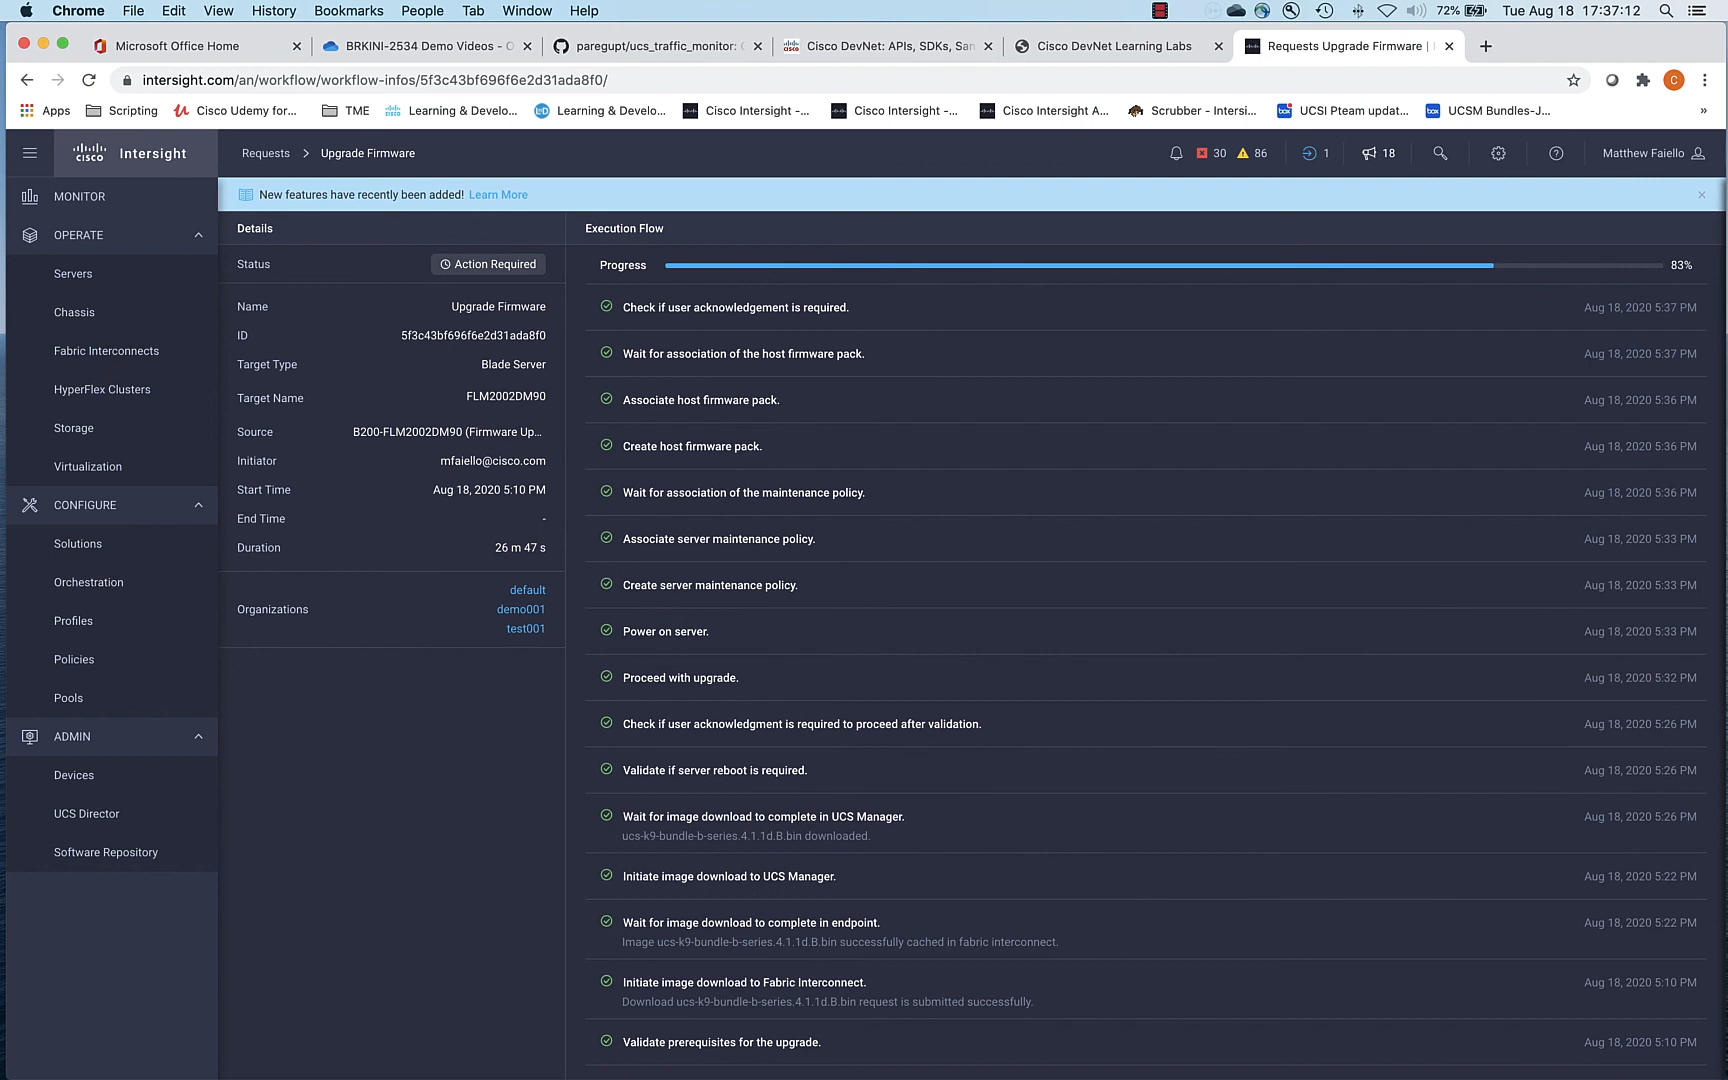 Chrome File Edit View History Bookmarks People Tab Window Help 72% Tue Aug 18 17:37:12
Microsoft Office Home
BRKINI-2534 Demo Videos - O
paregupt/ucs_traffic_monitor:
Cisco DevNet: APIs, SDKs, San
Cisco DevNet Learning Labs
Requests Upgrade Firmware |
intersight.com/an/workflow/workflow-infos/5f3c43bf696f6e2d31ada8f0/
C
Apps Scripting Cisco Udemy for... TME Learning & Develo... Learning & Develo... Cisco Intersight -... Cisco Intersight -... Cisco Intersight A... Scrubber - Intersi... UCSI Pteam updat... UCSM Bundles-J... »
cisco Intersight
Requests > Upgrade Firmware
30 86 1 18 Matthew Faiello
New features have recently been added! Learn More
MONITOR
OPERATE
Servers
Chassis
Fabric Interconnects
HyperFlex Clusters
Storage
Virtualization
CONFIGURE
Solutions
Orchestration
Profiles
Policies
Pools
ADMIN
Devices
UCS Director
Software Repository
Details
Status Action Required
Name Upgrade Firmware
ID 5f3c43bf696f6e2d31ada8f0
Target Type Blade Server
Target Name FLM2002DM90
Source B200-FLM2002DM90 (Firmware Up...
Initiator mfaiello@cisco.com
Start Time Aug 18, 2020 5:10 PM
End Time -
Duration 26 m 47 s
Organizations
default
demo001
test001
Execution Flow
Progress 83%
Check if user acknowledgement is required. Aug 18, 2020 5:37 PM
Wait for association of the host firmware pack. Aug 18, 2020 5:37 PM
Associate host firmware pack. Aug 18, 2020 5:36 PM
Create host firmware pack. Aug 18, 2020 5:36 PM
Wait for association of the maintenance policy. Aug 18, 2020 5:36 PM
Associate server maintenance policy. Aug 18, 2020 5:33 PM
Create server maintenance policy. Aug 18, 2020 5:33 PM
Power on server. Aug 18, 2020 5:33 PM
Proceed with upgrade. Aug 18, 2020 5:32 PM
Check if user acknowledgment is required to proceed after validation. Aug 18, 2020 5:26 PM
Validate if server reboot is required. Aug 18, 2020 5:26 PM
Wait for image download to complete in UCS Manager. Aug 18, 2020 5:26 PM
ucs-k9-bundle-b-series.4.1.1d.B.bin downloaded.
Initiate image download to UCS Manager. Aug 18, 2020 5:22 PM
Wait for image download to complete in endpoint. Aug 18, 2020 5:22 PM
Image ucs-k9-bundle-b-series.4.1.1d.B.bin successfully cached in fabric interconnect.
Initiate image download to Fabric Interconnect. Aug 18, 2020 5:10 PM
Download ucs-k9-bundle-b-series.4.1.1d.B.bin request is submitted successfully.
Validate prerequisites for the upgrade. Aug 18, 2020 5:10 PM